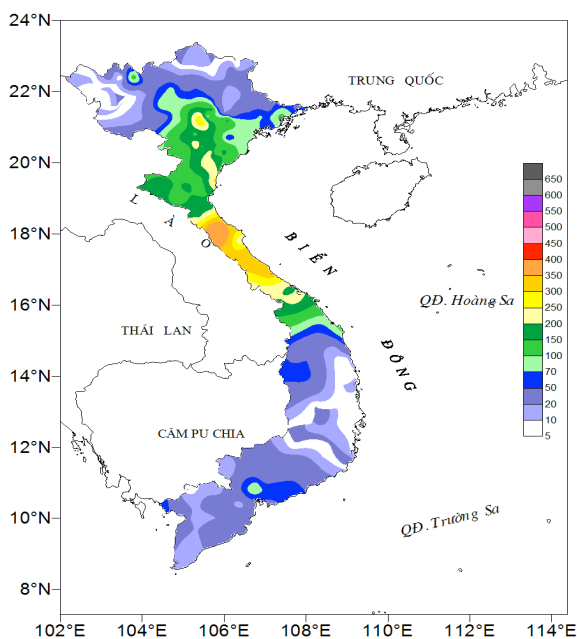 24°N
22°N
20°N
18°N
16°N
14°N
12°N
10°N
8°N
TRUNG QUỐC
LÀO
BIỂN
ĐÔNG
QĐ. Hoàng Sa
THÁI LAN
CĂM PU CHIA
QĐ. Trường Sa
650
600
550
500
450
400
350
300
250
200
150
100
70
50
20
10
5
102°E 104°E 106°E 108°E 110°E 112°E 114°E